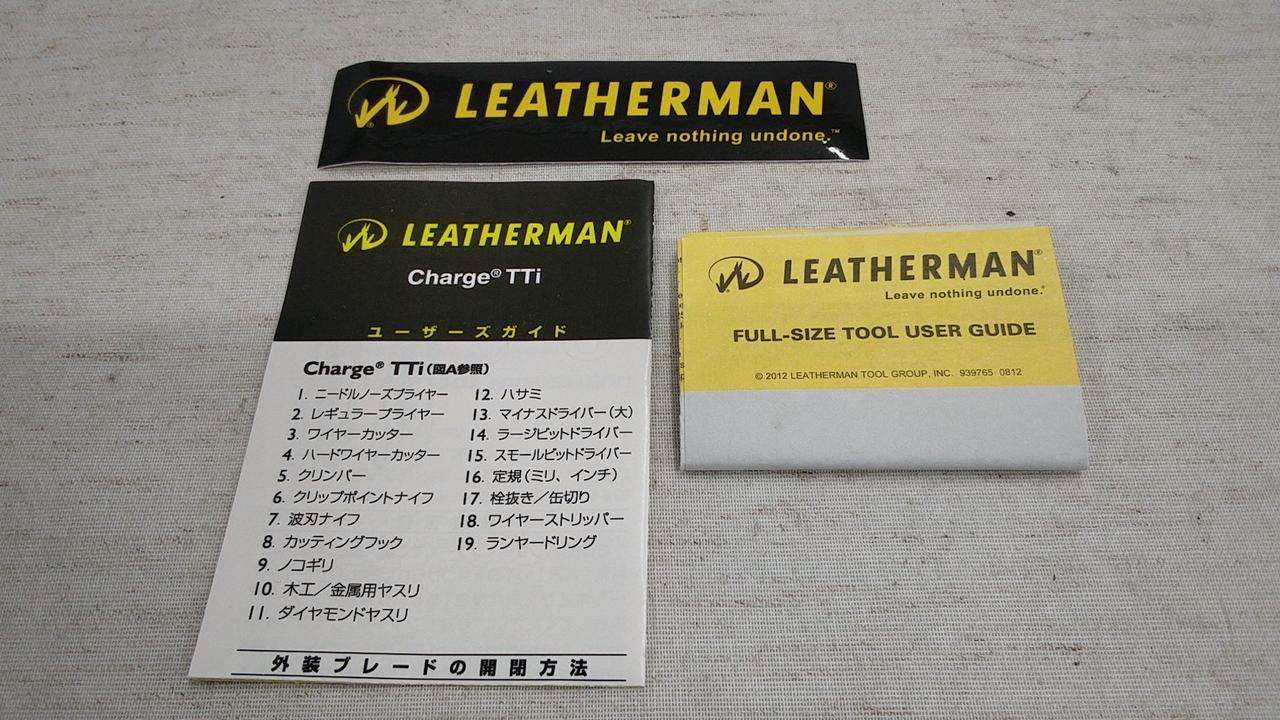 LEATHERMAN®
Leave nothing undone.™
LEATHERMAN®
Charge® TTi
ユーザーズガイド
Charge® TTi（図A参照）
1. ニードルノーズプライヤー
2. レギュラープライヤー
3. ワイヤーカッター
4. ハードワイヤーカッター
5. クリンパー
6. クリップポイントナイフ
7. 波刃ナイフ
8. カッティングフック
9. ノコギリ
10. 木工／金属用ヤスリ
11. ダイヤモンドヤスリ
12. ハサミ
13. マイナスドライバー（大）
14. ラージビットドライバー
15. スモールビットドライバー
16. 定規（ミリ、インチ）
17. 栓抜き／缶切り
18. ワイヤーストリッパー
19. ランヤードリング
外装ブレードの開閉方法
LEATHERMAN®
Leave nothing undone.®
FULL-SIZE TOOL USER GUIDE
© 2012 LEATHERMAN TOOL GROUP, INC. 939765 0812